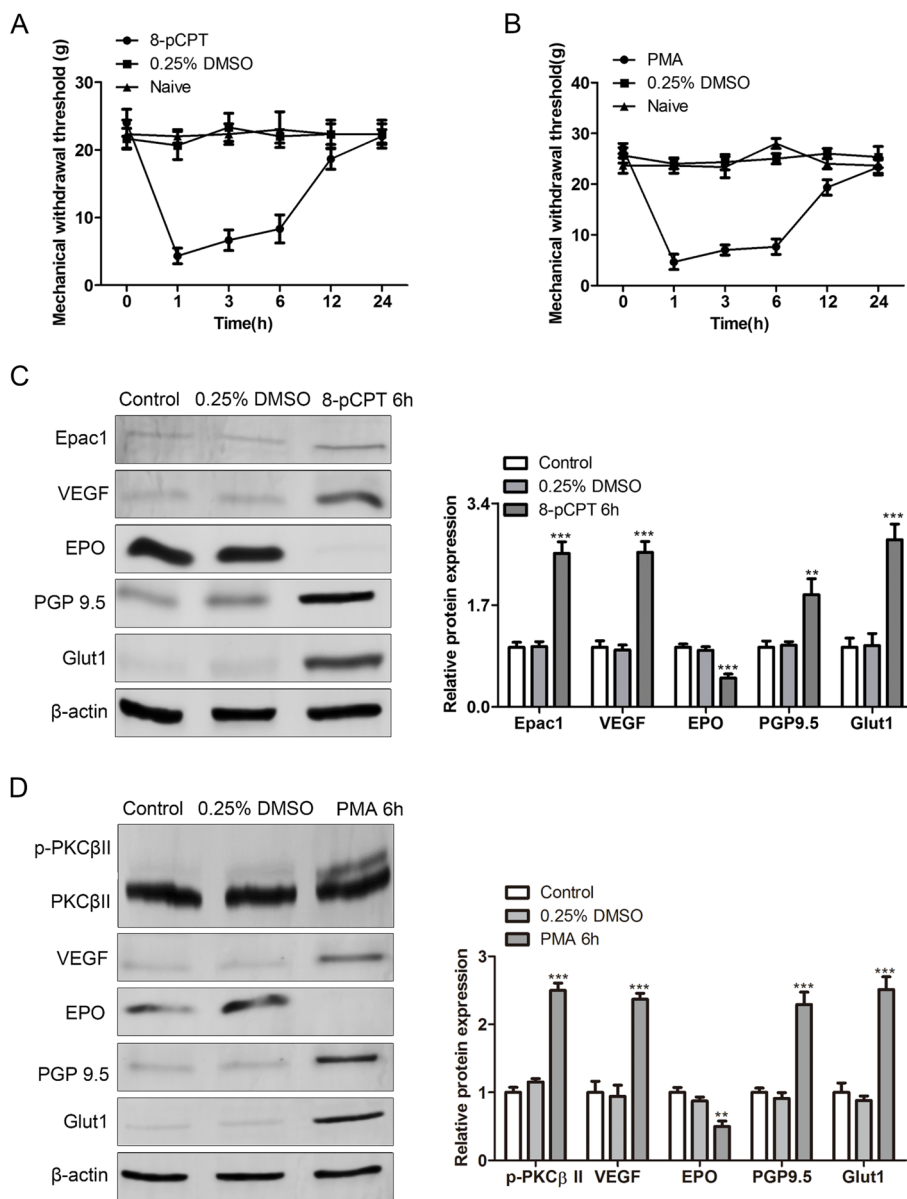 A
8-pCPT
0.25% DMSO
Naive
Mechanical withdrawal threshold (g)
30
20
10
0
0 1 3 6 12 24
Time(h)
B
PMA
0.25% DMSO
Naive
Mechanical withdrawal threshold(g)
40
30
20
10
0
0 1 3 6 12 24
Time(h)
C
Control 0.25% DMSO 8-pCPT 6h
Epac1
VEGF
EPO
PGP 9.5
Glut1
β-actin
Control
0.25% DMSO
8-pCPT 6h
Relative protein expression
3.4
1.7
0.0
*** *** *** ** ***
Epac1 VEGF EPO PGP9.5 Glut1
D
Control 0.25% DMSO PMA 6h
p-PKCβII
PKCβII
VEGF
EPO
PGP 9.5
Glut1
β-actin
Control
0.25% DMSO
PMA 6h
Relative protein expression
3
2
1
0
*** *** ** *** ***
p-PKCβ II VEGF EPO PGP9.5 Glut1